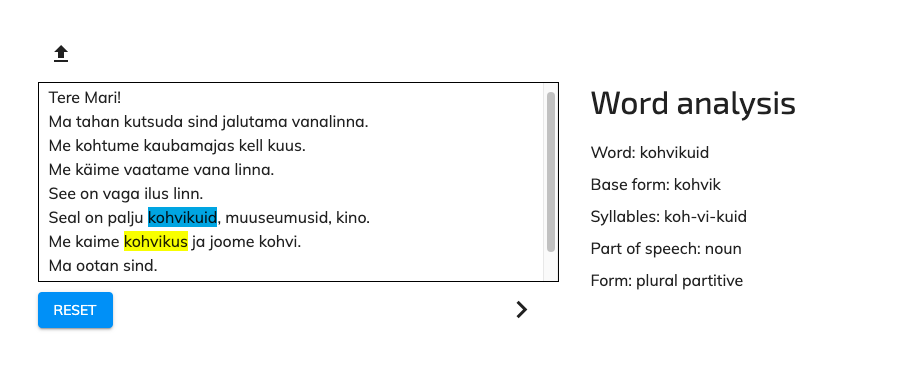 Tere Mari!
Ma tahan kutsuda sind jalutama vanalinna.
Me kohtume kaubamajas kell kuus.
Me käime vaatame vana linna.
See on vaga ilus linn.
Seal on palju kohvikuid, muuseumusid, kino.
Me kaime kohvikus ja joome kohvi.
Ma ootan sind.
RESET
Word analysis
Word: kohvikuid
Base form: kohvik
Syllables: koh-vi-kuid
Part of speech: noun
Form: plural partitive